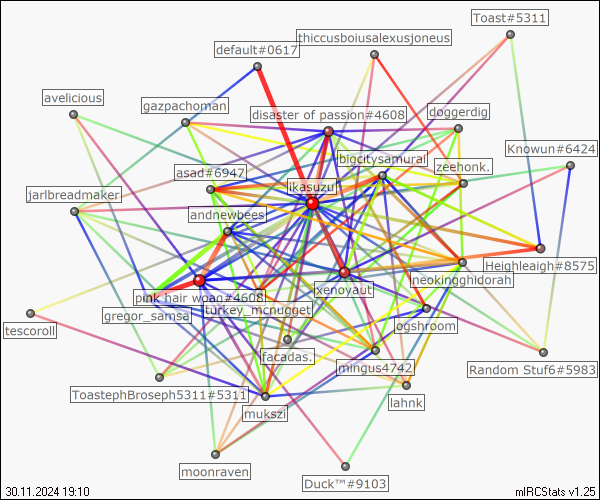 Toast#5311
thiccusboiusalexusjoneus
default#0617
avelicious
gazpachoman
disaster of passion#4608
doggerdig
Knowun#6424
bigcitysamurai
zeehonk.
asad#6947
ikasuzu
jarlbreadmaker
andnewbees
Heighleaigh#8575
neokingghidorah
xenoyaut
pink hair woag#4608
turkey_mcnugget
gregor_samsa
tescoroll
ogshroom
facadas.
mingus4742
Random Stuf6#5983
ToastephBroseph5311#5311
lahnk
mukszi
moonraven
Duck™#9103
30.11.2024 19:10
mIRCStats v1.25